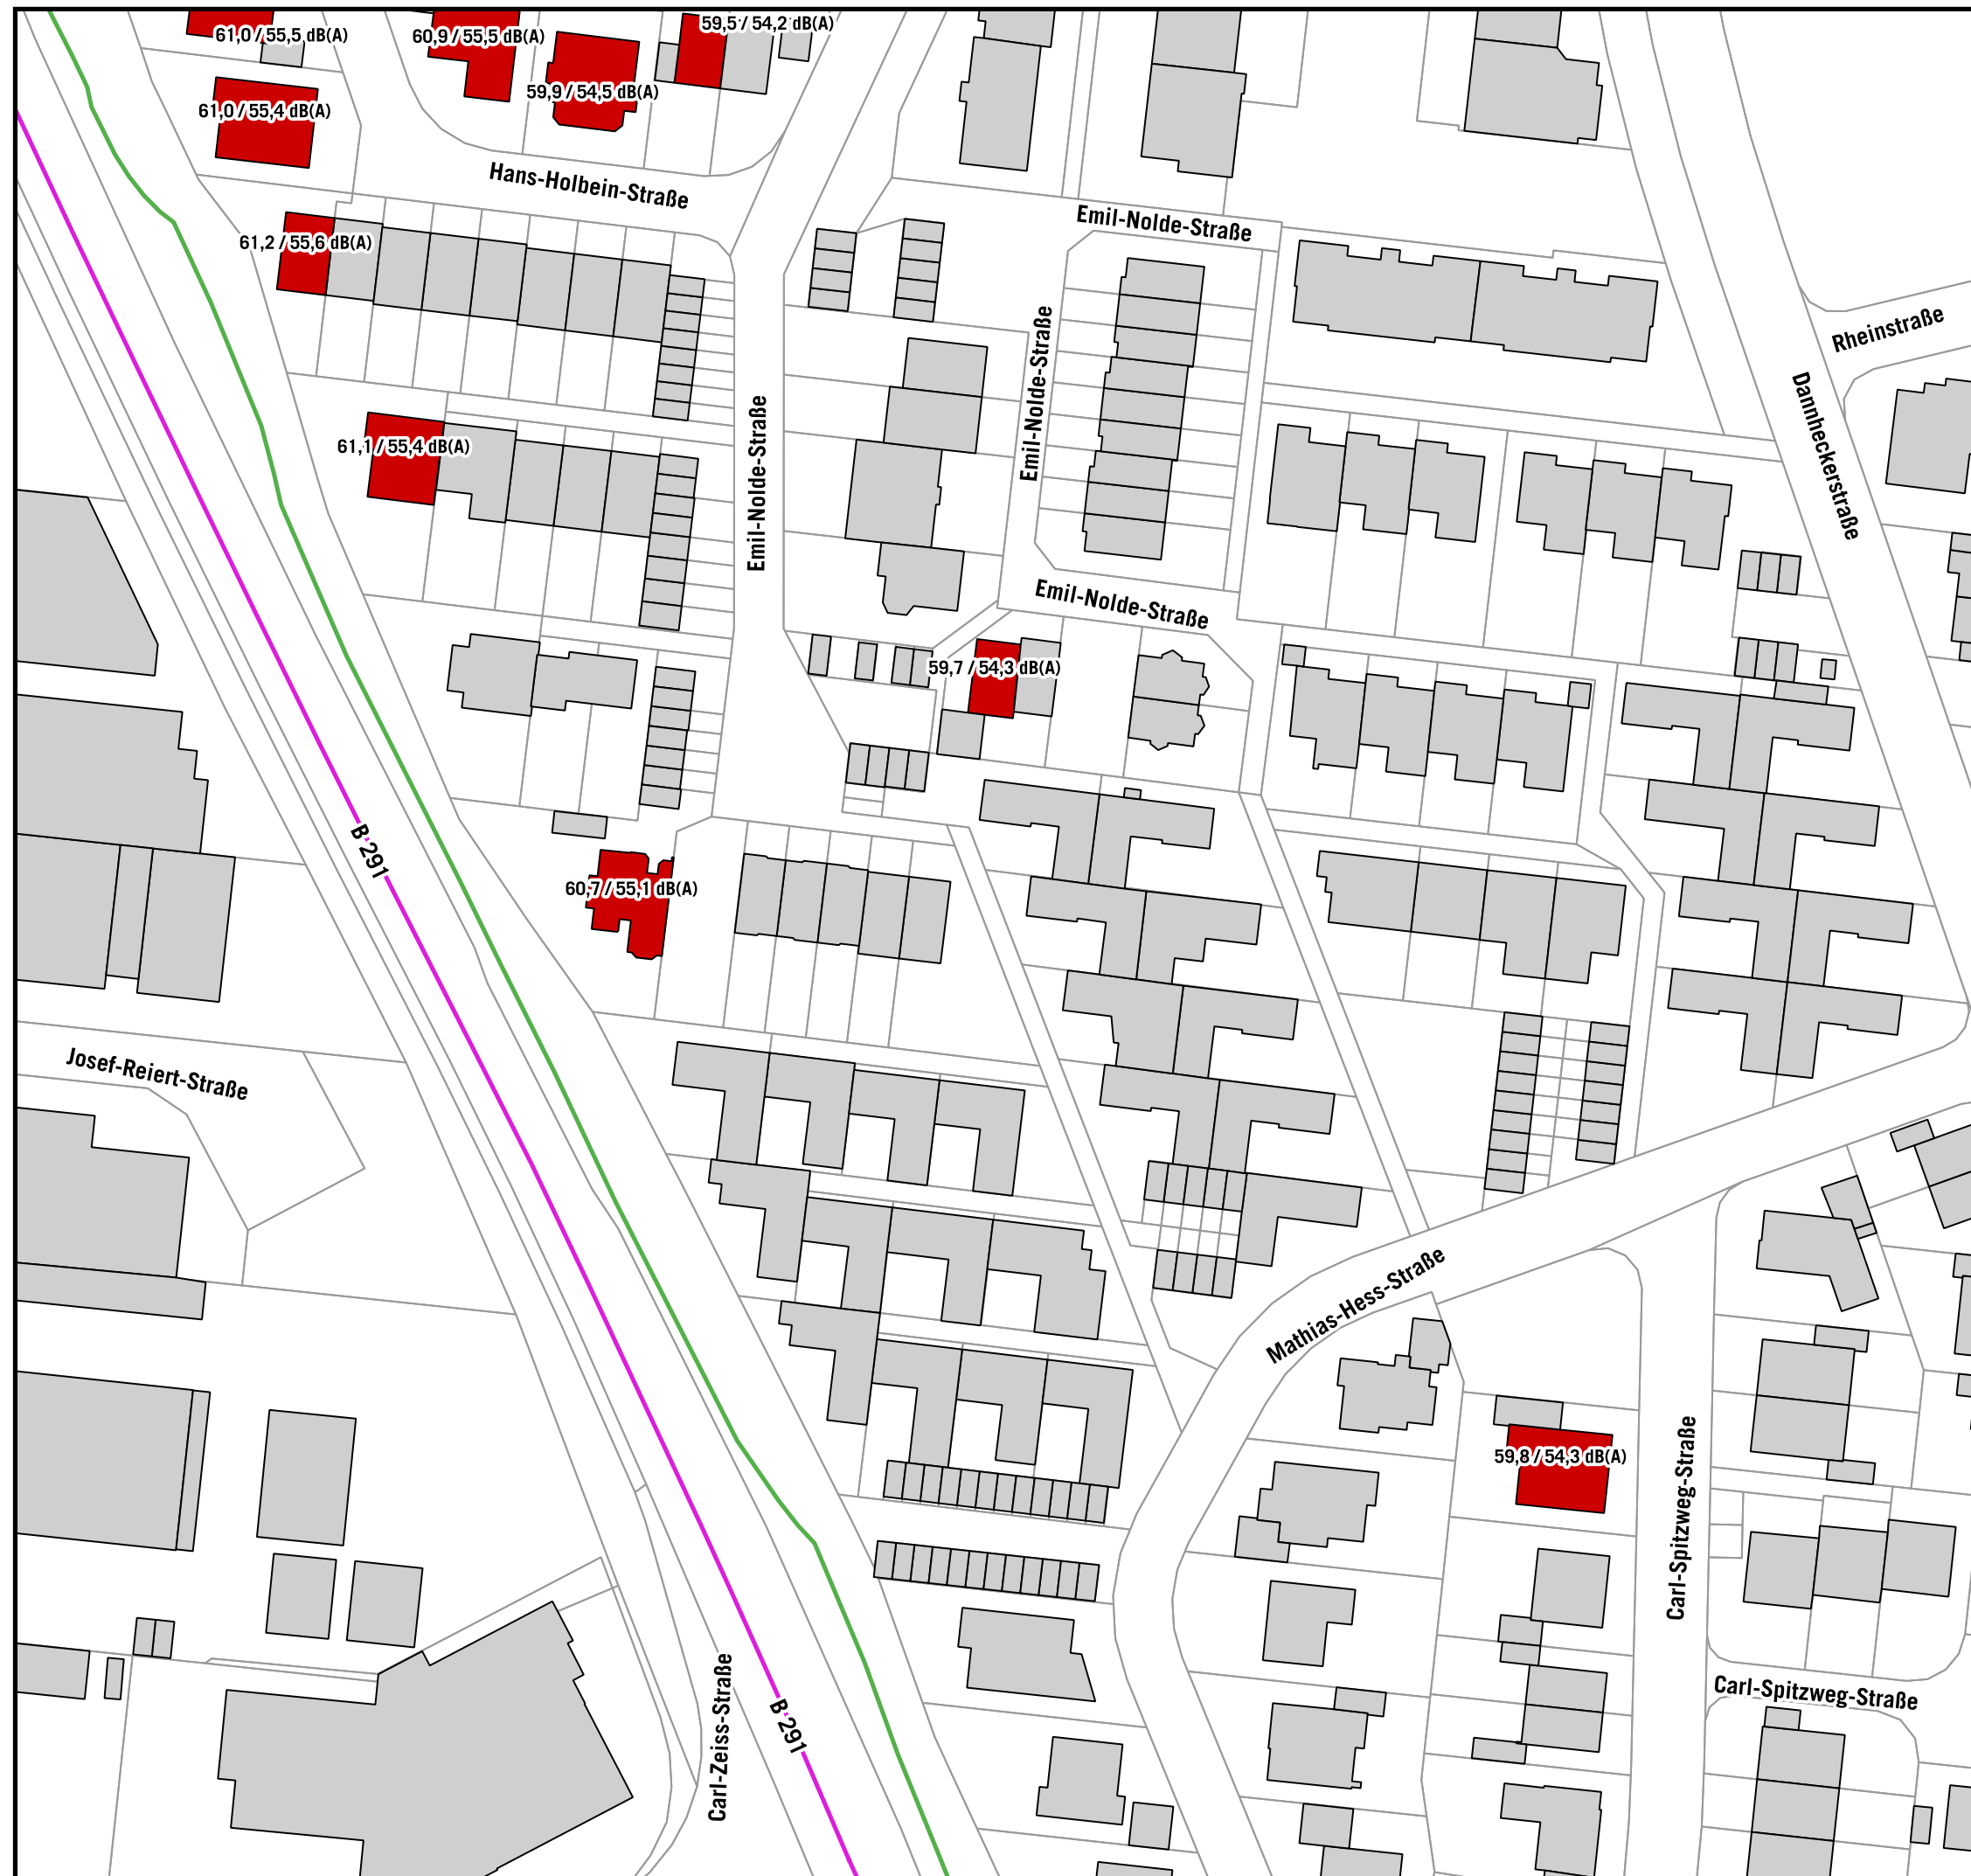 61,0 / 55,5 dB(A)
60,9 / 55,5 dB(A)
59,5 / 54,2 dB(A)
59,9 / 54,5 dB(A)
61,0 / 55,4 dB(A)
Hans-Holbein-Straße
Emil-Nolde-Straße
61,2 / 55,6 dB(A)
Rheinstraße
Emil-Nolde-Straße
Dannheckerstraße
61,1 / 55,4 dB(A)
Emil-Nolde-Straße
Emil-Nolde-Straße
59,7 / 54,3 dB(A)
B 291
60,7 / 55,1 dB(A)
Josef-Reiert-Straße
Mathias-Hess-Straße
59,8 / 54,3 dB(A)
Carl-Spitzweg-Straße
Carl-Spitzweg-Straße
Carl-Zeiss-Straße
B 291